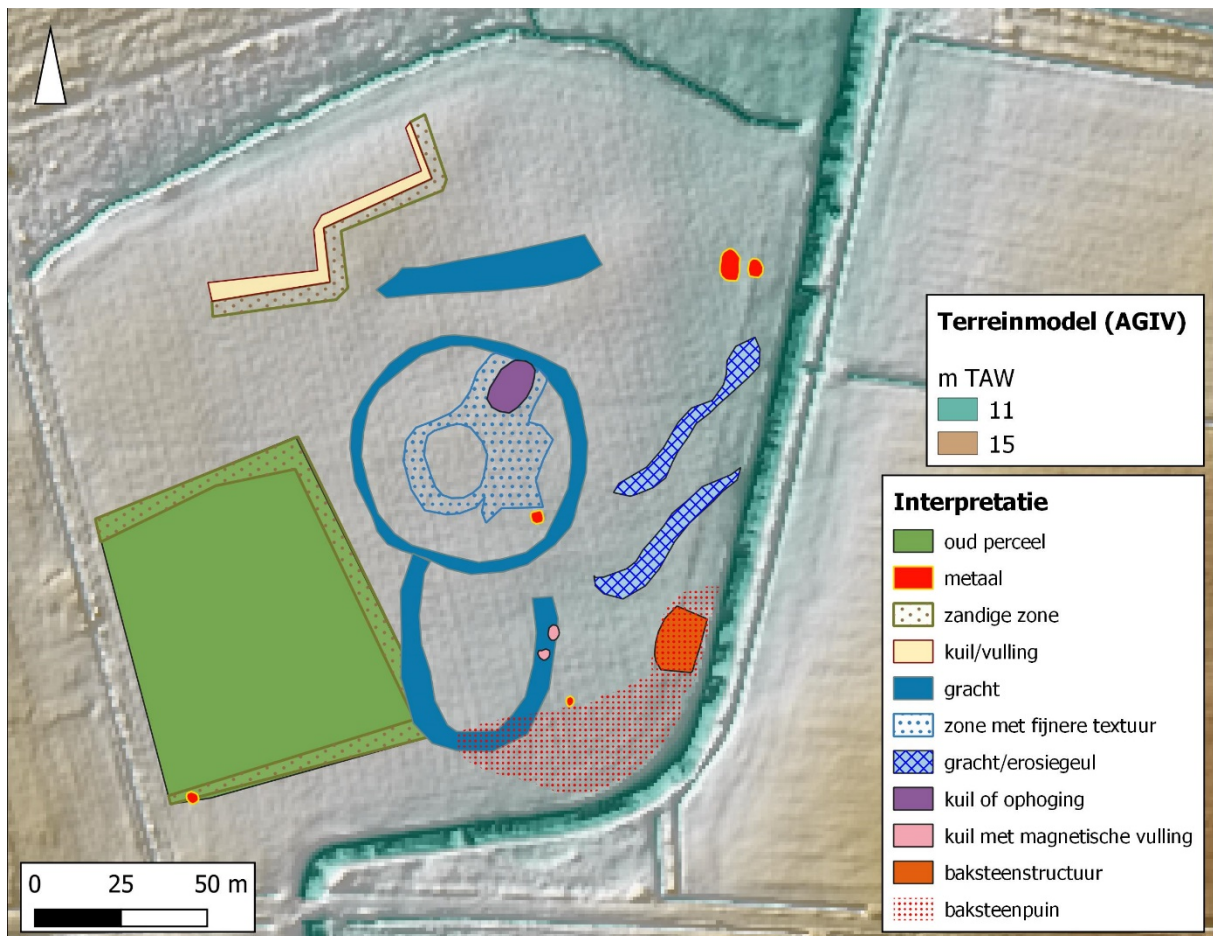 Terreinmodel (AGIV)
m TAW
11
15
Interpretatie
oud perceel
metaal
zandige zone
kuil/vulling
gracht
zone met fijnere textuur
gracht/erosiegeul
kuil of ophoging
kuil met magnetische vulling
baksteenstructuur
baksteenpuin
0 25 50 m